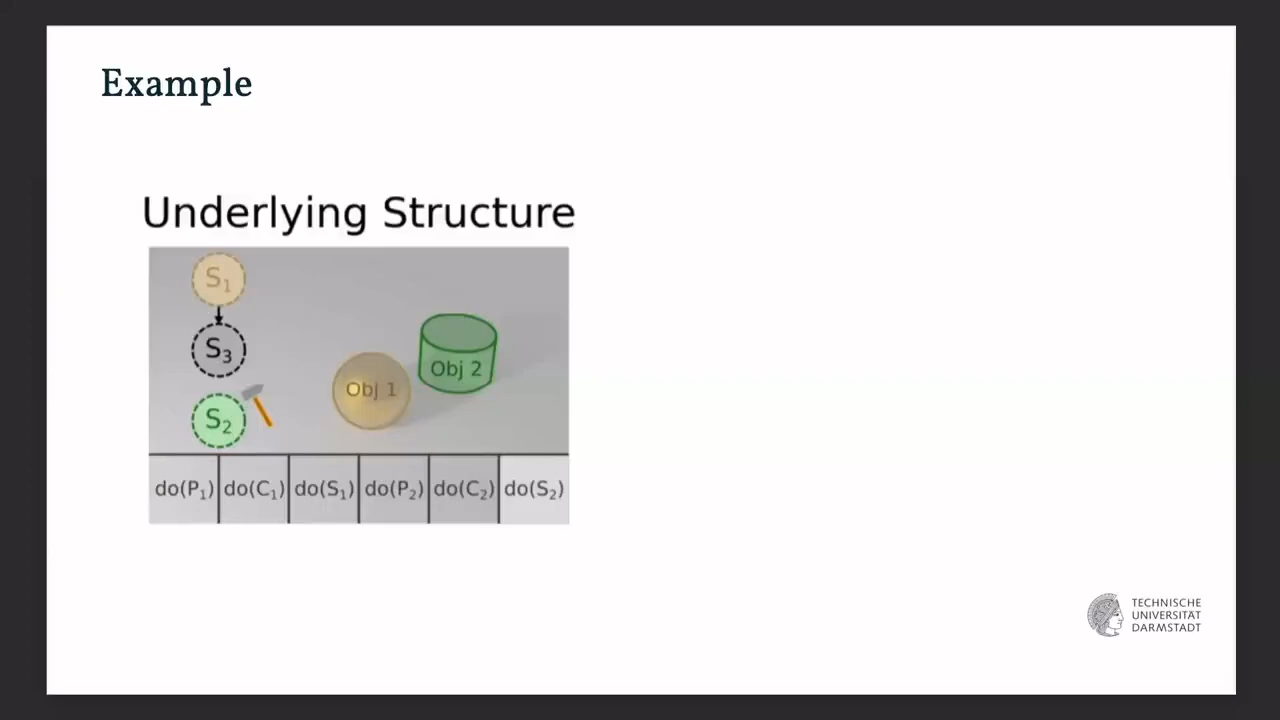 Example
Underlying Structure
S₁
S₃
S₂
Obj 1
Obj 2
do(P₁) do(C₁) do(S₁) do(P₂) do(C₂) do(S₂)
TECHNISCHE
UNIVERSITÄT
DARMSTADT